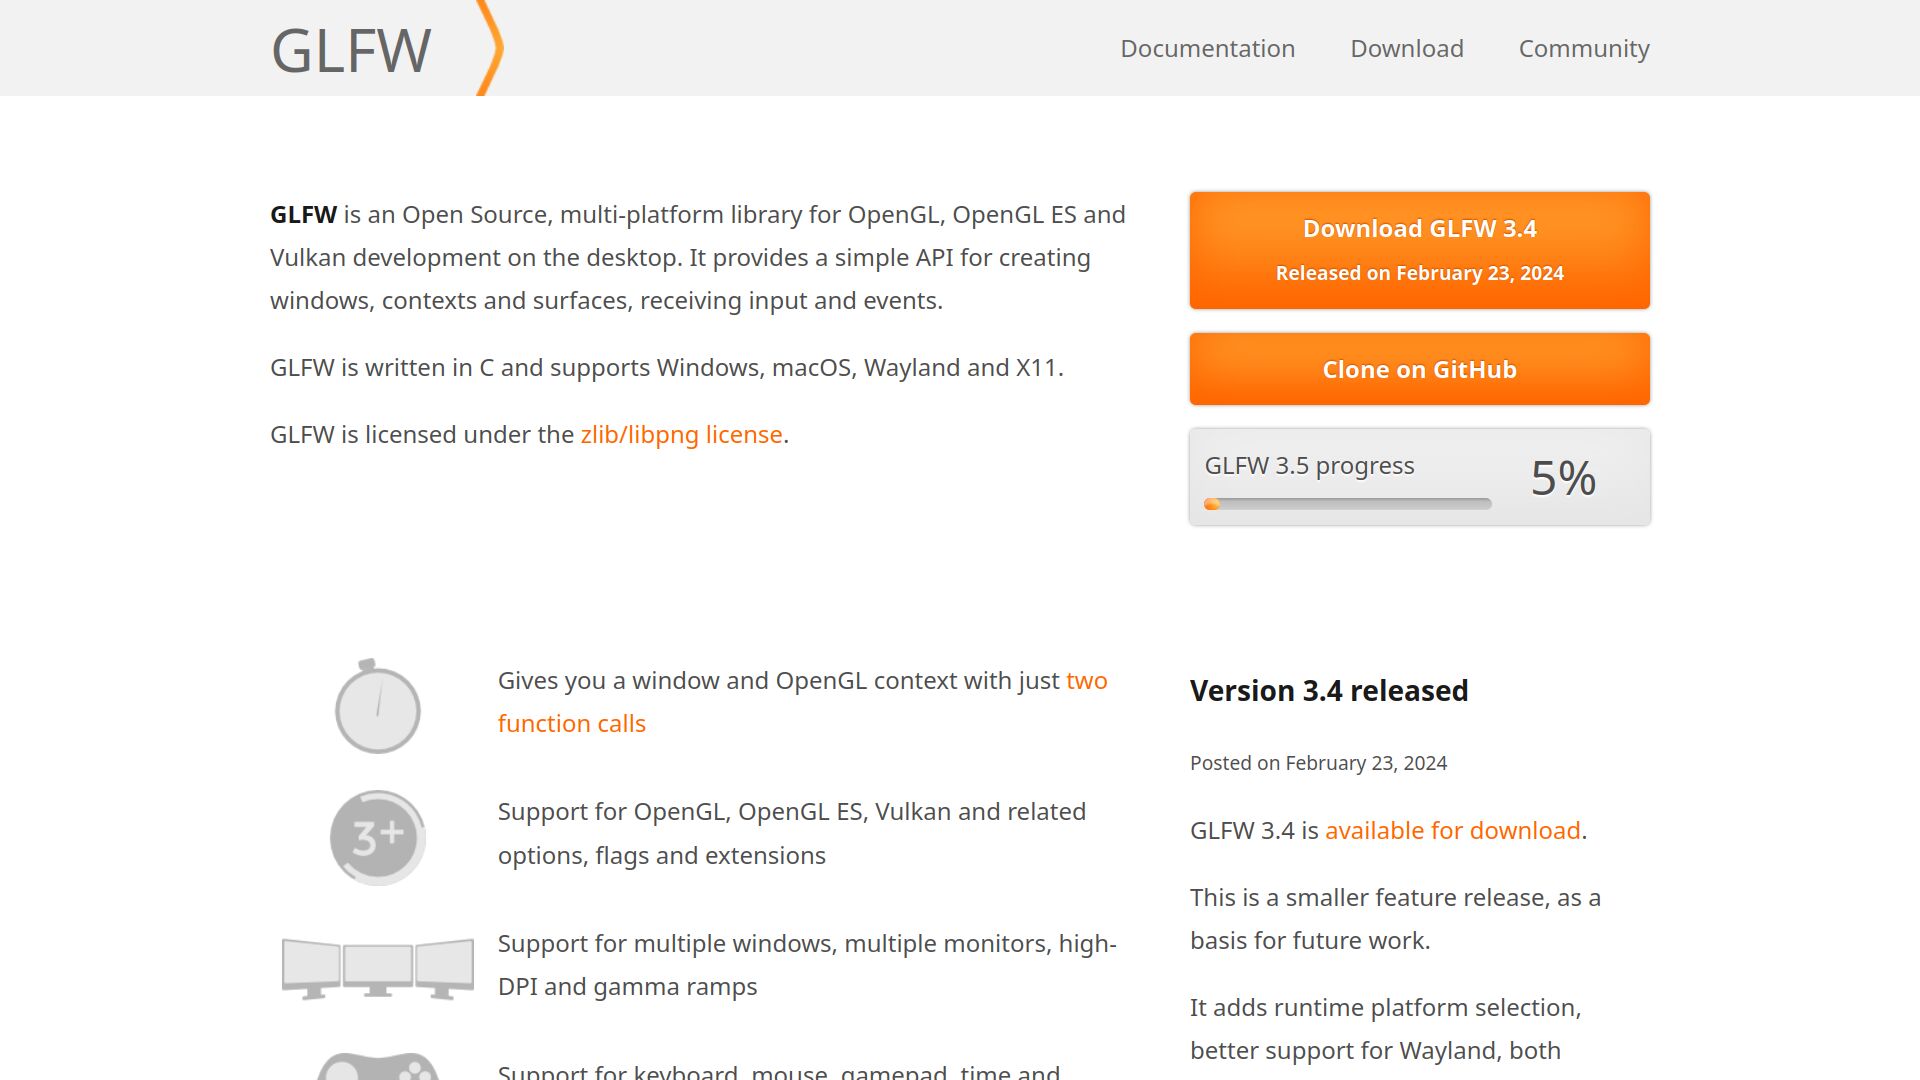 GLFW
Documentation
Download
Community
GLFW is an Open Source, multi-platform library for OpenGL, OpenGL ES and
Vulkan development on the desktop. It provides a simple API for creating
windows, contexts and surfaces, receiving input and events.
GLFW is written in C and supports Windows, macOS, Wayland and X11.
GLFW is licensed under the zlib/libpng license.
Download GLFW 3.4
Released on February 23, 2024
Clone on GitHub
GLFW 3.5 progress
5%
Gives you a window and OpenGL context with just two
function calls
3+
Support for OpenGL, OpenGL ES, Vulkan and related
options, flags and extensions
Support for multiple windows, multiple monitors, high-
DPI and gamma ramps
Support for keyboard, mouse, gamepad, time and
Version 3.4 released
Posted on February 23, 2024
GLFW 3.4 is available for download.
This is a smaller feature release, as a
basis for future work.
It adds runtime platform selection,
better support for Wayland, both